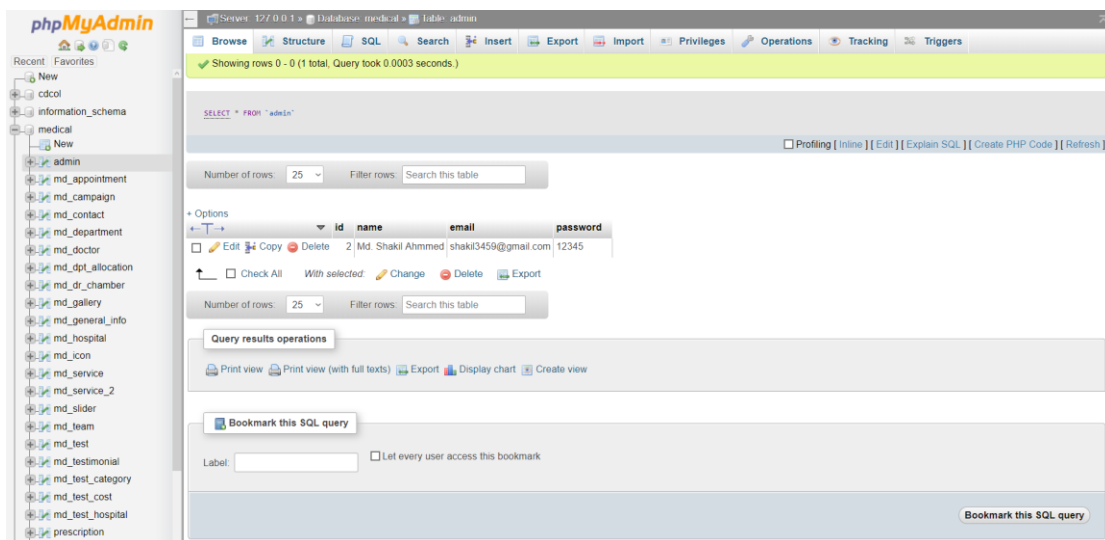 phpMyAdmin
Recent Favorites
New
cdcol
information_schema
medical
New
admin
md_appointment
md_campaign
md_contact
md_department
md_doctor
md_dpt_allocation
md_dr_chamber
md_gallery
md_general_info
md_hospital
md_icon
md_service
md_service_2
md_slider
md_team
md_test
md_testimonial
md_test_category
md_test_cost
md_test_hospital
prescription
Server: 127.0.0.1 » Database: medical » Table: admin
Browse Structure SQL Search Insert Export Import Privileges Operations Tracking Triggers
Showing rows 0 - 0 (1 total, Query took 0.0003 seconds.)
SELECT * FROM `admin`
Profiling [ Inline ] [ Edit ] [ Explain SQL ] [ Create PHP Code ] [ Refresh ]
Number of rows: 25 Filter rows: Search this table
+ Options
←T→ id name email password
Edit Copy Delete 2 Md. Shakil Ahmmed shakil3459@gmail.com 12345
Check All With selected: Change Delete Export
Number of rows: 25 Filter rows: Search this table
Query results operations
Print view Print view (with full texts) Export Display chart Create view
Bookmark this SQL query
Label: Let every user access this bookmark
Bookmark this SQL query